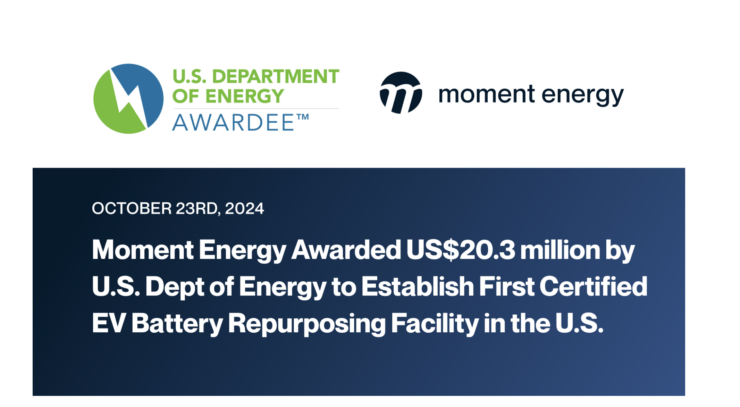 U.S. DEPARTMENT
OF ENERGY
AWARDEE™
moment energy
OCTOBER 23RD, 2024
Moment Energy Awarded US$20.3 million by
U.S. Dept of Energy to Establish First Certified
EV Battery Repurposing Facility in the U.S.